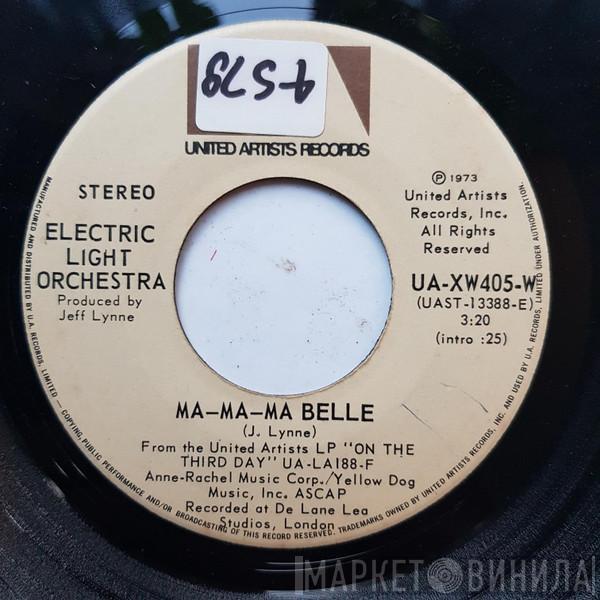 4579
UNITED ARTISTS RECORDS
STEREO
ELECTRIC
LIGHT
ORCHESTRA
Produced by
Jeff Lynne
℗ 1973
United Artists
Records, Inc.
All Rights
Reserved
UA-XW405-W
(UAST-13388-E)
3:20
(intro :25)
MA-MA-MA BELLE
(J. Lynne)
From the United Artists LP "ON THE
THIRD DAY" UA-LA188-F
Anne-Rachel Music Corp./Yellow Dog
Music, Inc. ASCAP
Recorded at De Lane Lea
Studios, London
MANUFACTURED AND DISTRIBUTED BY U.A. RECORDS, LIMITED — COPYING, PUBLIC PERFORMANCE AND/OR BROADCASTING OF THIS RECORD RESERVED. TRADEMARKS OWNED BY UNITED ARTISTS RECORDS, INC. AND USED BY U.A. RECORDS, LIMITED UNDER AUTHORIZATION.
МАРКЕТ ВИНИЛА